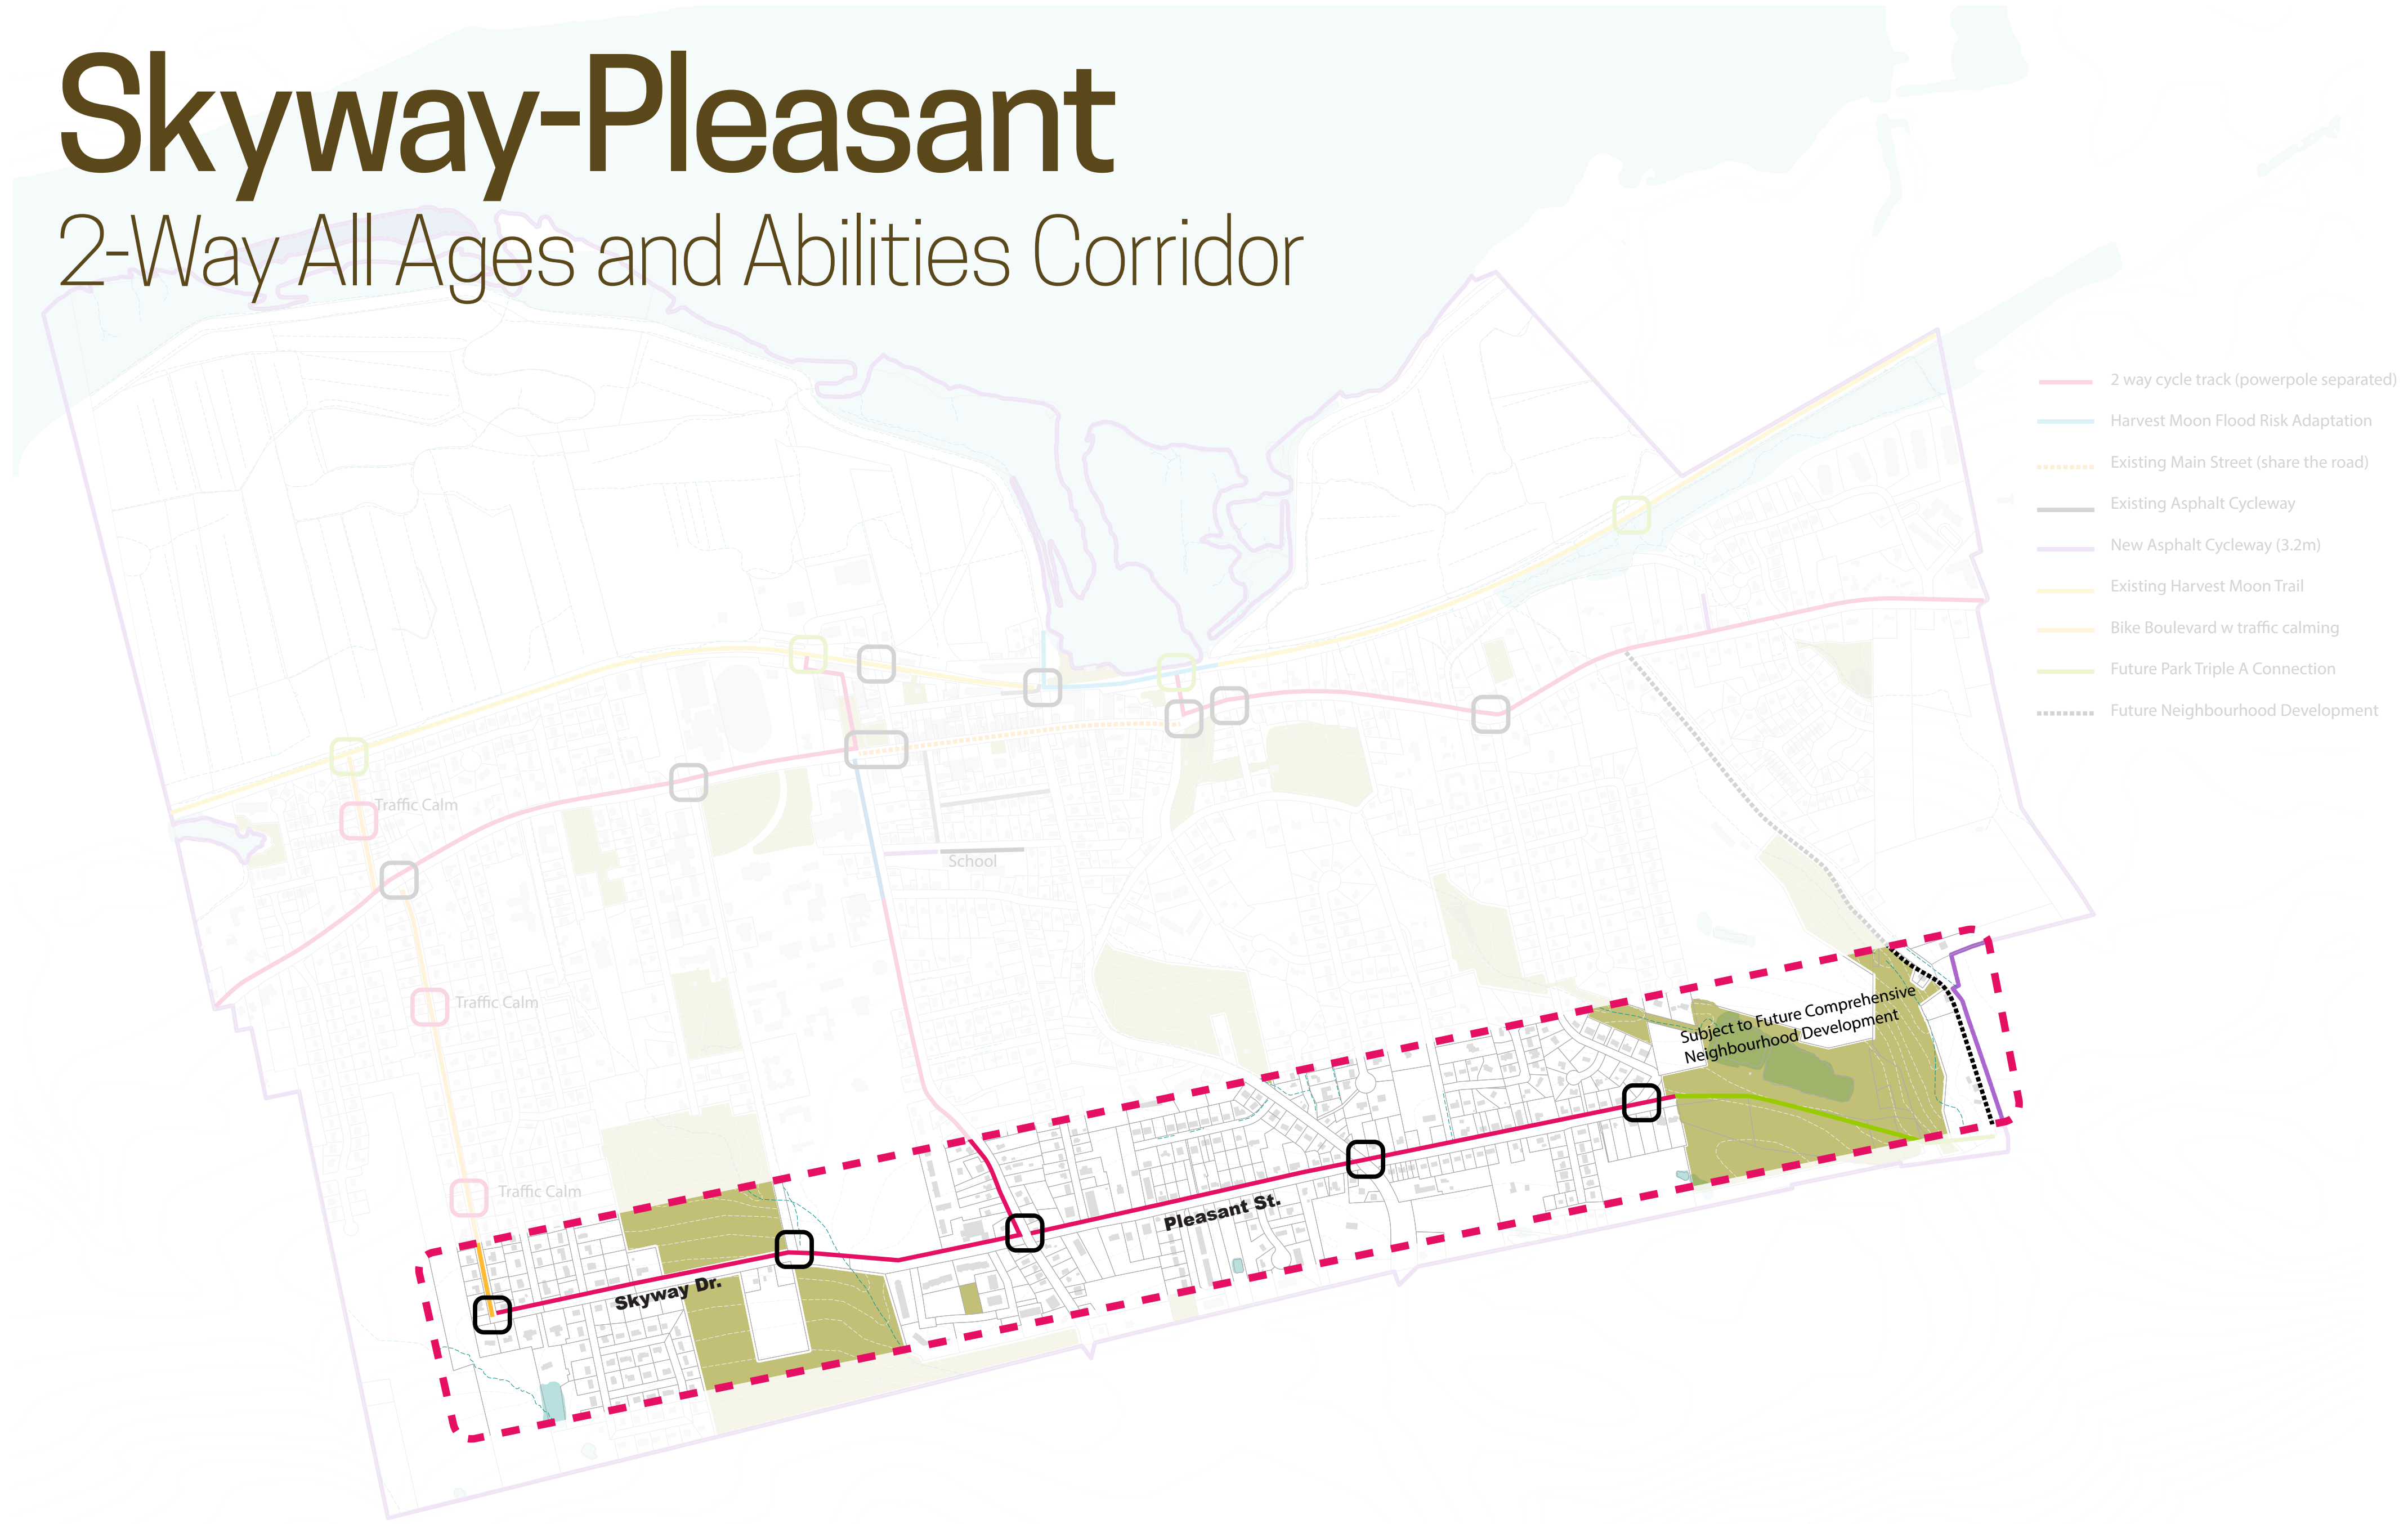 Skyway-Pleasant
2-Way All Ages and Abilities Corridor
2 way cycle track (powerpole separated)
Harvest Moon Flood Risk Adaptation
Existing Main Street (share the road)
Existing Asphalt Cycleway
New Asphalt Cycleway (3.2m)
Existing Harvest Moon Trail
Bike Boulevard w traffic calming
Future Park Triple A Connection
Future Neighbourhood Development
Traffic Calm
School
Traffic Calm
Subject to Future Comprehensive
Neighbourhood Development
Traffic Calm
Pleasant St.
Skyway Dr.